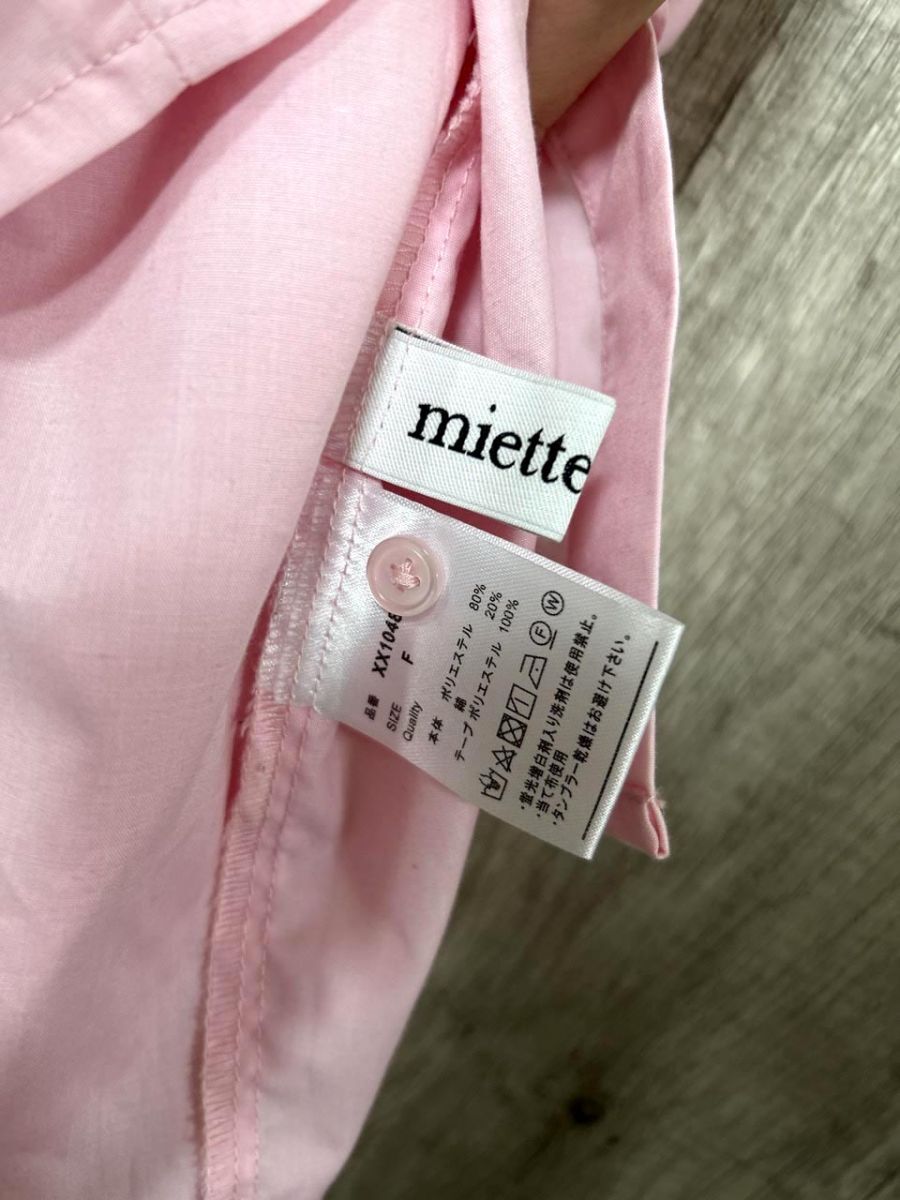 miette
品番 XX1048
SIZE F
Quality
本体 ポリエステル 80%
綿 20%
テープ ポリエステル 100%
F W
・蛍光増白剤入り洗剤は使用禁止。
・当て布使用
・タンブラー乾燥はお避け下さい。